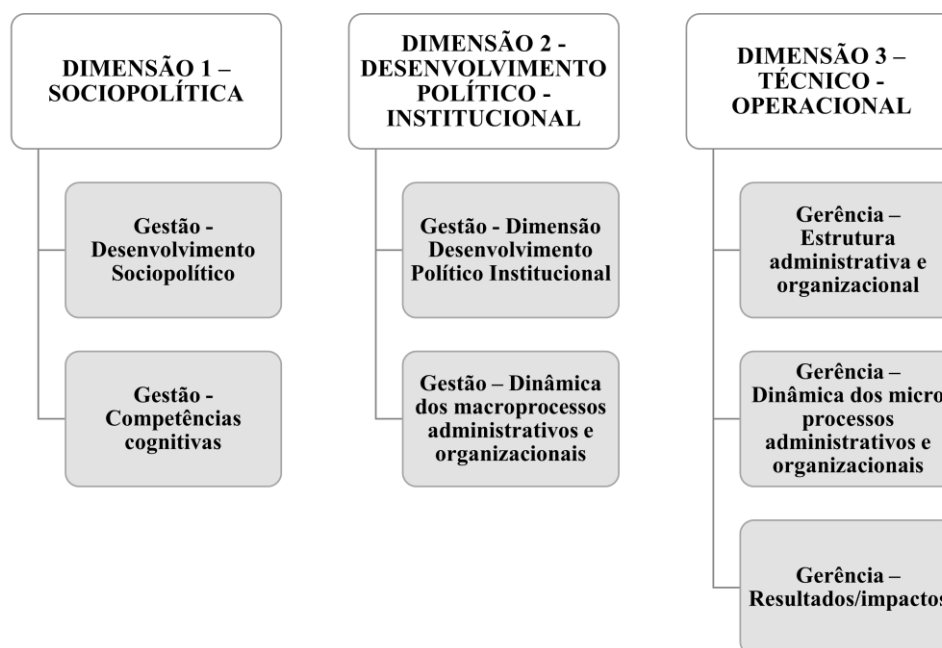 DIMENSÃO 1 –
SOCIOPOLÍTICA
Gestão -
Desenvolvimento
Sociopolítico
Gestão -
Competências
cognitivas
DIMENSÃO 2 -
DESENVOLVIMENTO
POLÍTICO -
INSTITUCIONAL
Gestão - Dimensão
Desenvolvimento
Político Institucional
Gestão – Dinâmica
dos macroprocessos
administrativos e
organizacionais
DIMENSÃO 3 –
TÉCNICO -
OPERACIONAL
Gerência –
Estrutura
administrativa e
organizacional
Gerência –
Dinâmica dos micro
processos
administrativos e
organizacionais
Gerência –
Resultados/impactos